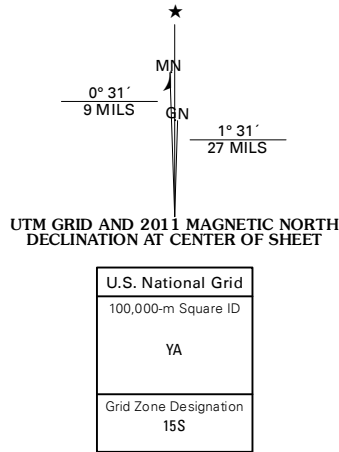 ★
MN
0° 31´
9 MILS
GN
1° 31´
27 MILS
UTM GRID AND 2011 MAGNETIC NORTH
DECLINATION AT CENTER OF SHEET
U.S. National Grid
100,000-m Square ID
YA
Grid Zone Designation
15S